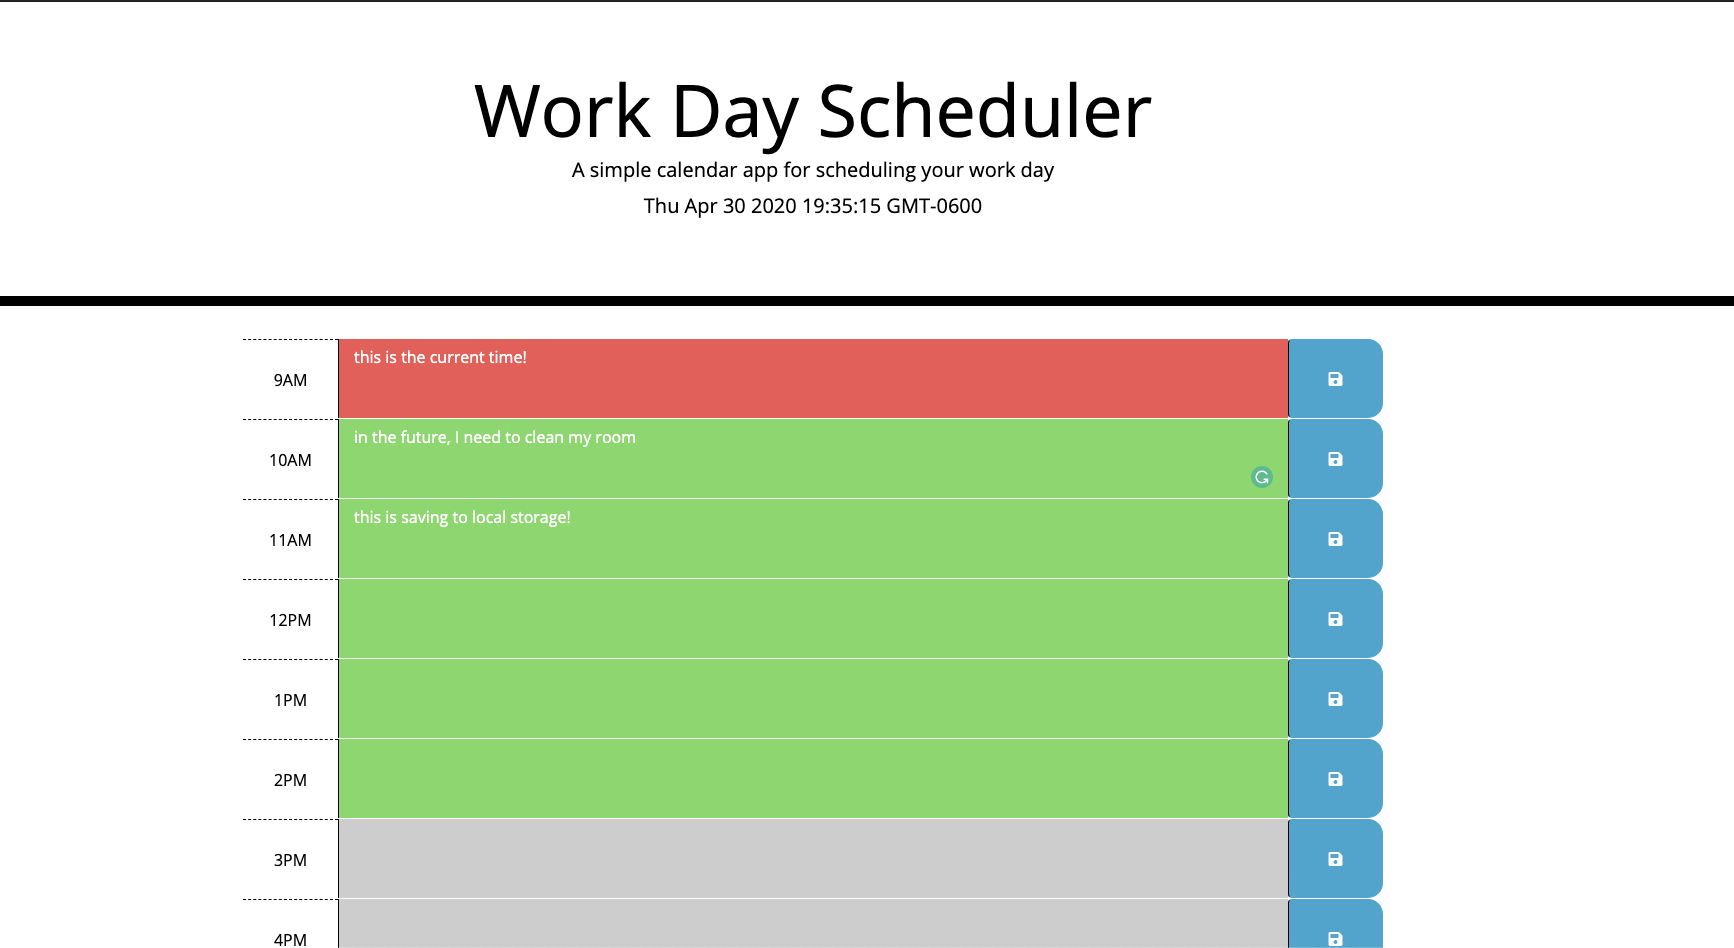 Work Day Scheduler
A simple calendar app for scheduling your work day
Thu Apr 30 2020 19:35:15 GMT-0600
9AM
this is the current time!
10AM
in the future, I need to clean my room
11AM
this is saving to local storage!
12PM
1PM
2PM
3PM
4PM